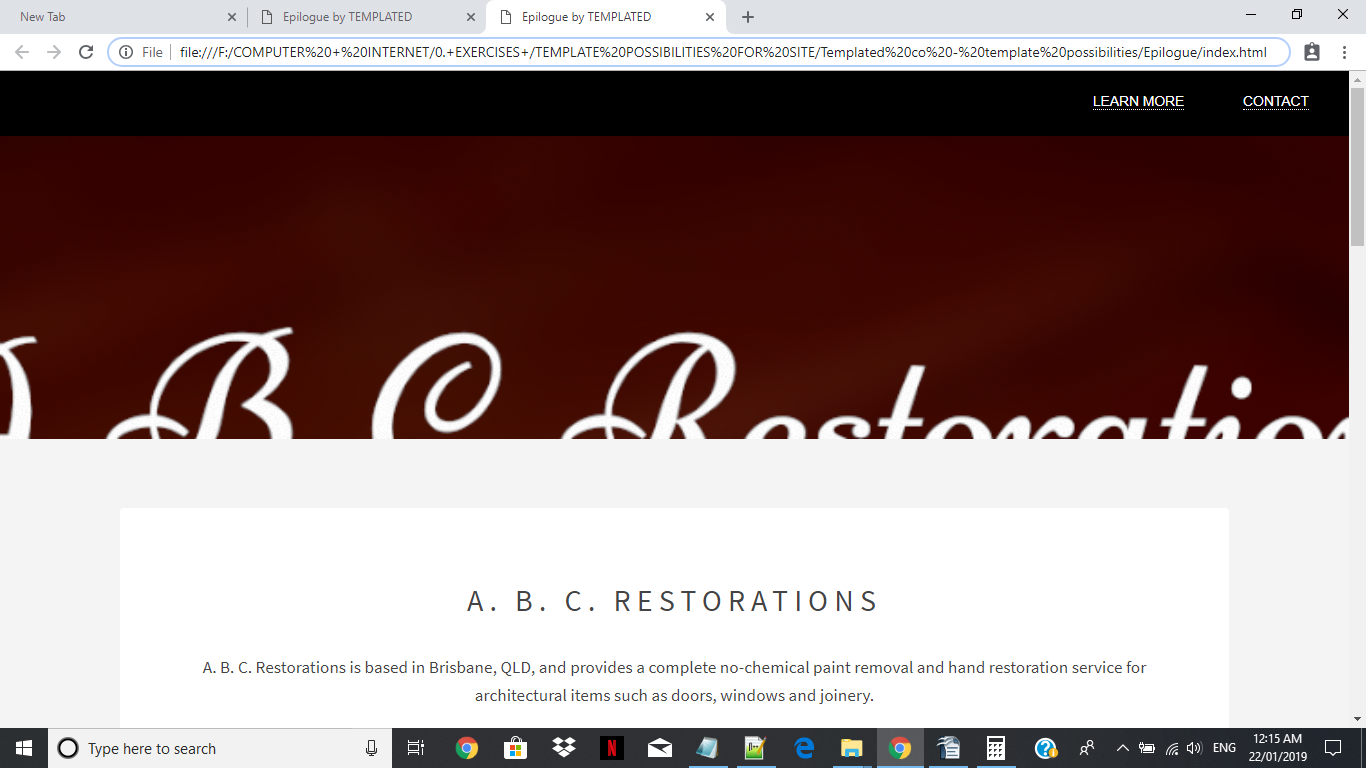 New Tab
Epilogue by TEMPLATED
Epilogue by TEMPLATED
File
file:///F:/COMPUTER%20+%20INTERNET/0.+EXERCISES+/TEMPLATE%20POSSIBILITIES%20FOR%20SITE/Templated%20co%20-%20template%20possibilities/Epilogue/index.html
LEARN MORE
CONTACT
B C Restoration
A. B. C. RESTORATIONS
A. B. C. Restorations is based in Brisbane, QLD, and provides a complete no-chemical paint removal and hand restoration service for
architectural items such as doors, windows and joinery.
Type here to search
N
ENG
12:15 AM
22/01/2019